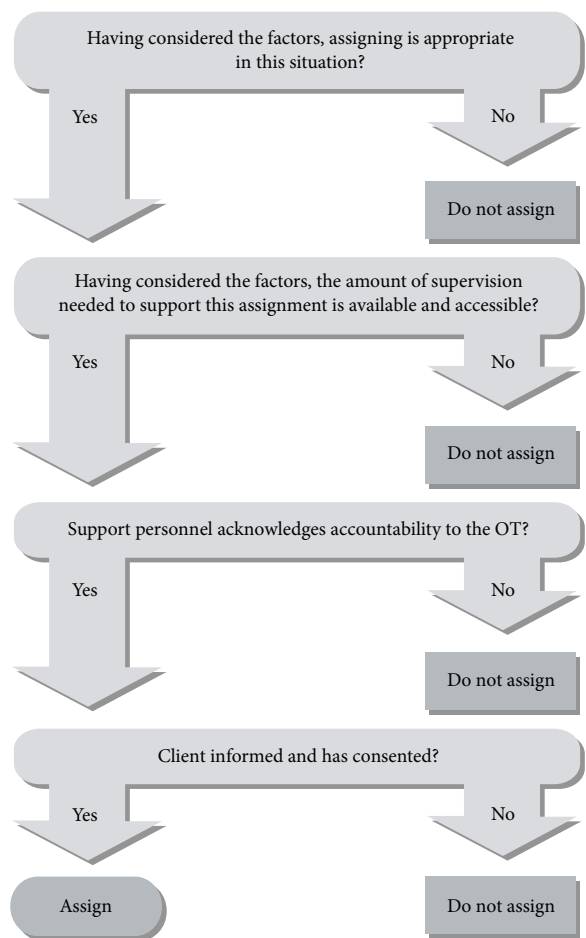 Having considered the factors, assigning is appropriate
in this situation?
Yes
No
Do not assign
Having considered the factors, the amount of supervision
needed to support this assignment is available and accessible?
Yes
No
Do not assign
Support personnel acknowledges accountability to the OT?
Yes
No
Do not assign
Client informed and has consented?
Yes
No
Assign
Do not assign